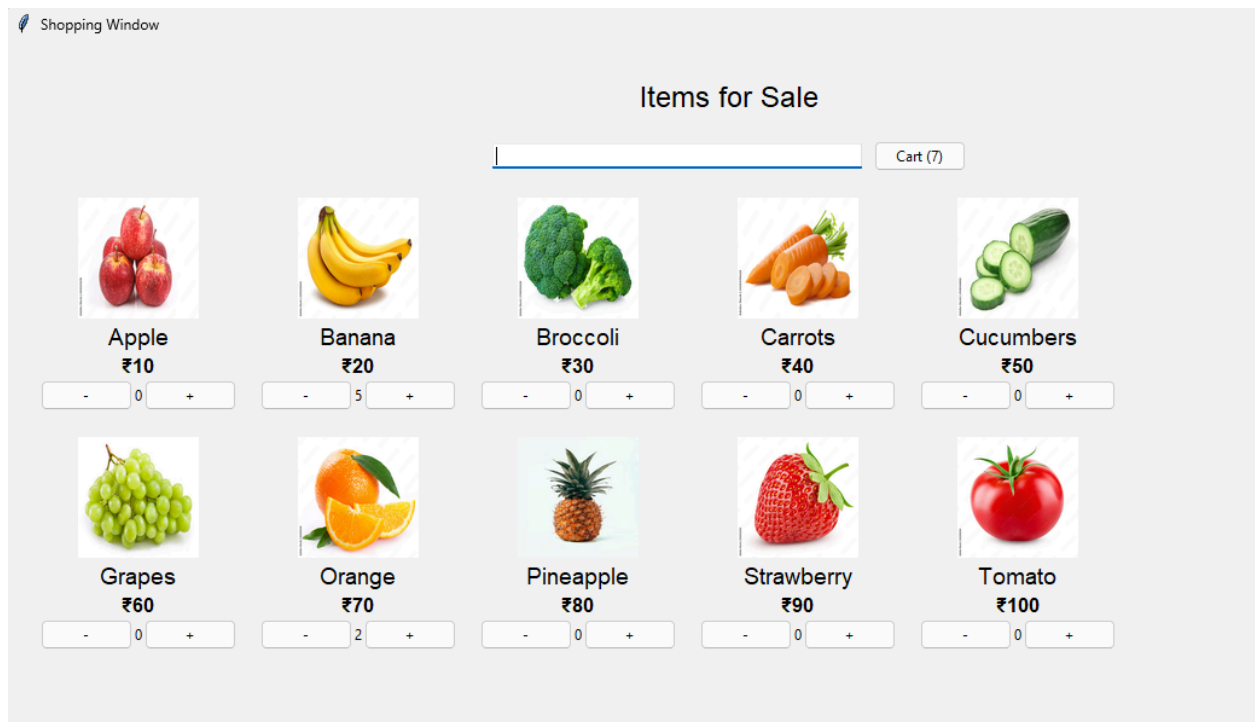 Shopping Window
Items for Sale
Cart (7)
Apple Banana Broccoli Carrots Cucumbers
₹10 ₹20 ₹30 ₹40 ₹50
- 0 + - 5 + - 0 + - 0 + - 0 +
Grapes Orange Pineapple Strawberry Tomato
₹60 ₹70 ₹80 ₹90 ₹100
- 0 + - 2 + - 0 + - 0 + - 0 +